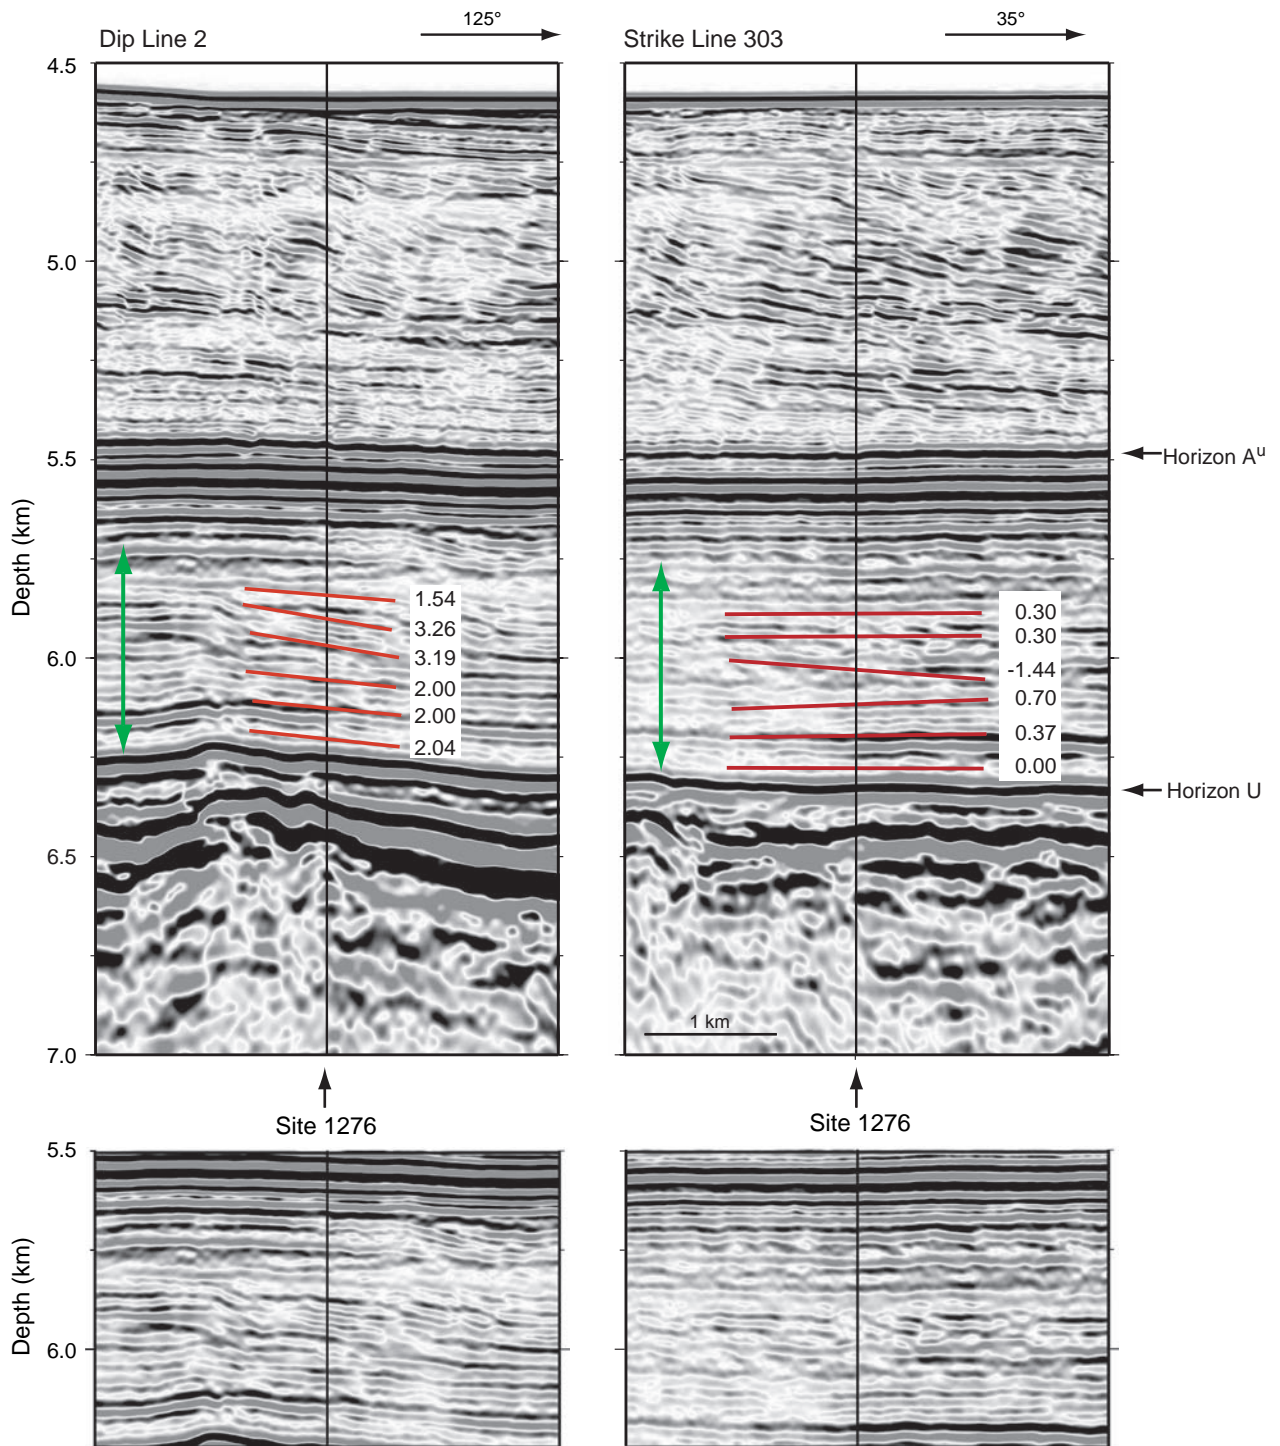 125°
35°
Dip Line 2
Strike Line 303
4.5
5.0
5.5
Horizon Aᵘ
Depth (km)
1.54
3.26
3.19
2.00
2.00
2.04
0.30
0.30
-1.44
0.70
0.37
0.00
6.0
Horizon U
6.5
1 km
7.0
Site 1276
Site 1276
5.5
Depth (km)
6.0